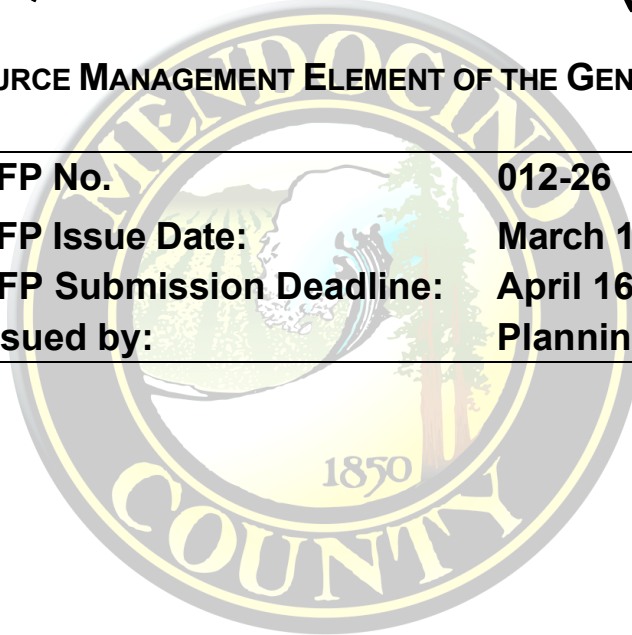 URCE MANAGEMENT ELEMENT OF THE GEN
MENDOCINO
FP No. 012-26
FP Issue Date: March 1
FP Submission Deadline: April 16
ssued by: Plannin
1850
COUNTY